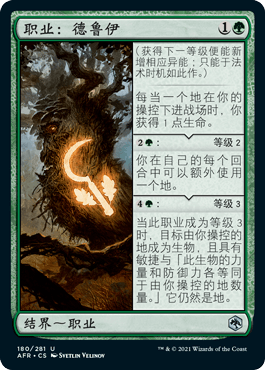 职业：德鲁伊 1
（获得下一等级便能新
增相应异能；只能于法
术时机如此作。）
每当一个地在你的
操控下进战场时，你
获得1点生命。
2 : 等级 2
你在自己的每个回
合中可以额外使用
一个地。
4 : 等级 3
当此职业成为等级 3
时，目标由你操控的
地成为生物，且具有
敏捷与「此生物的力
量和防御力各等同
于由你操控的地数
量。」它仍然是地。
结界～职业
180/281 U
AFR • CS SVETLIN VELINOV
™ & © 2021 Wizards of the Coast